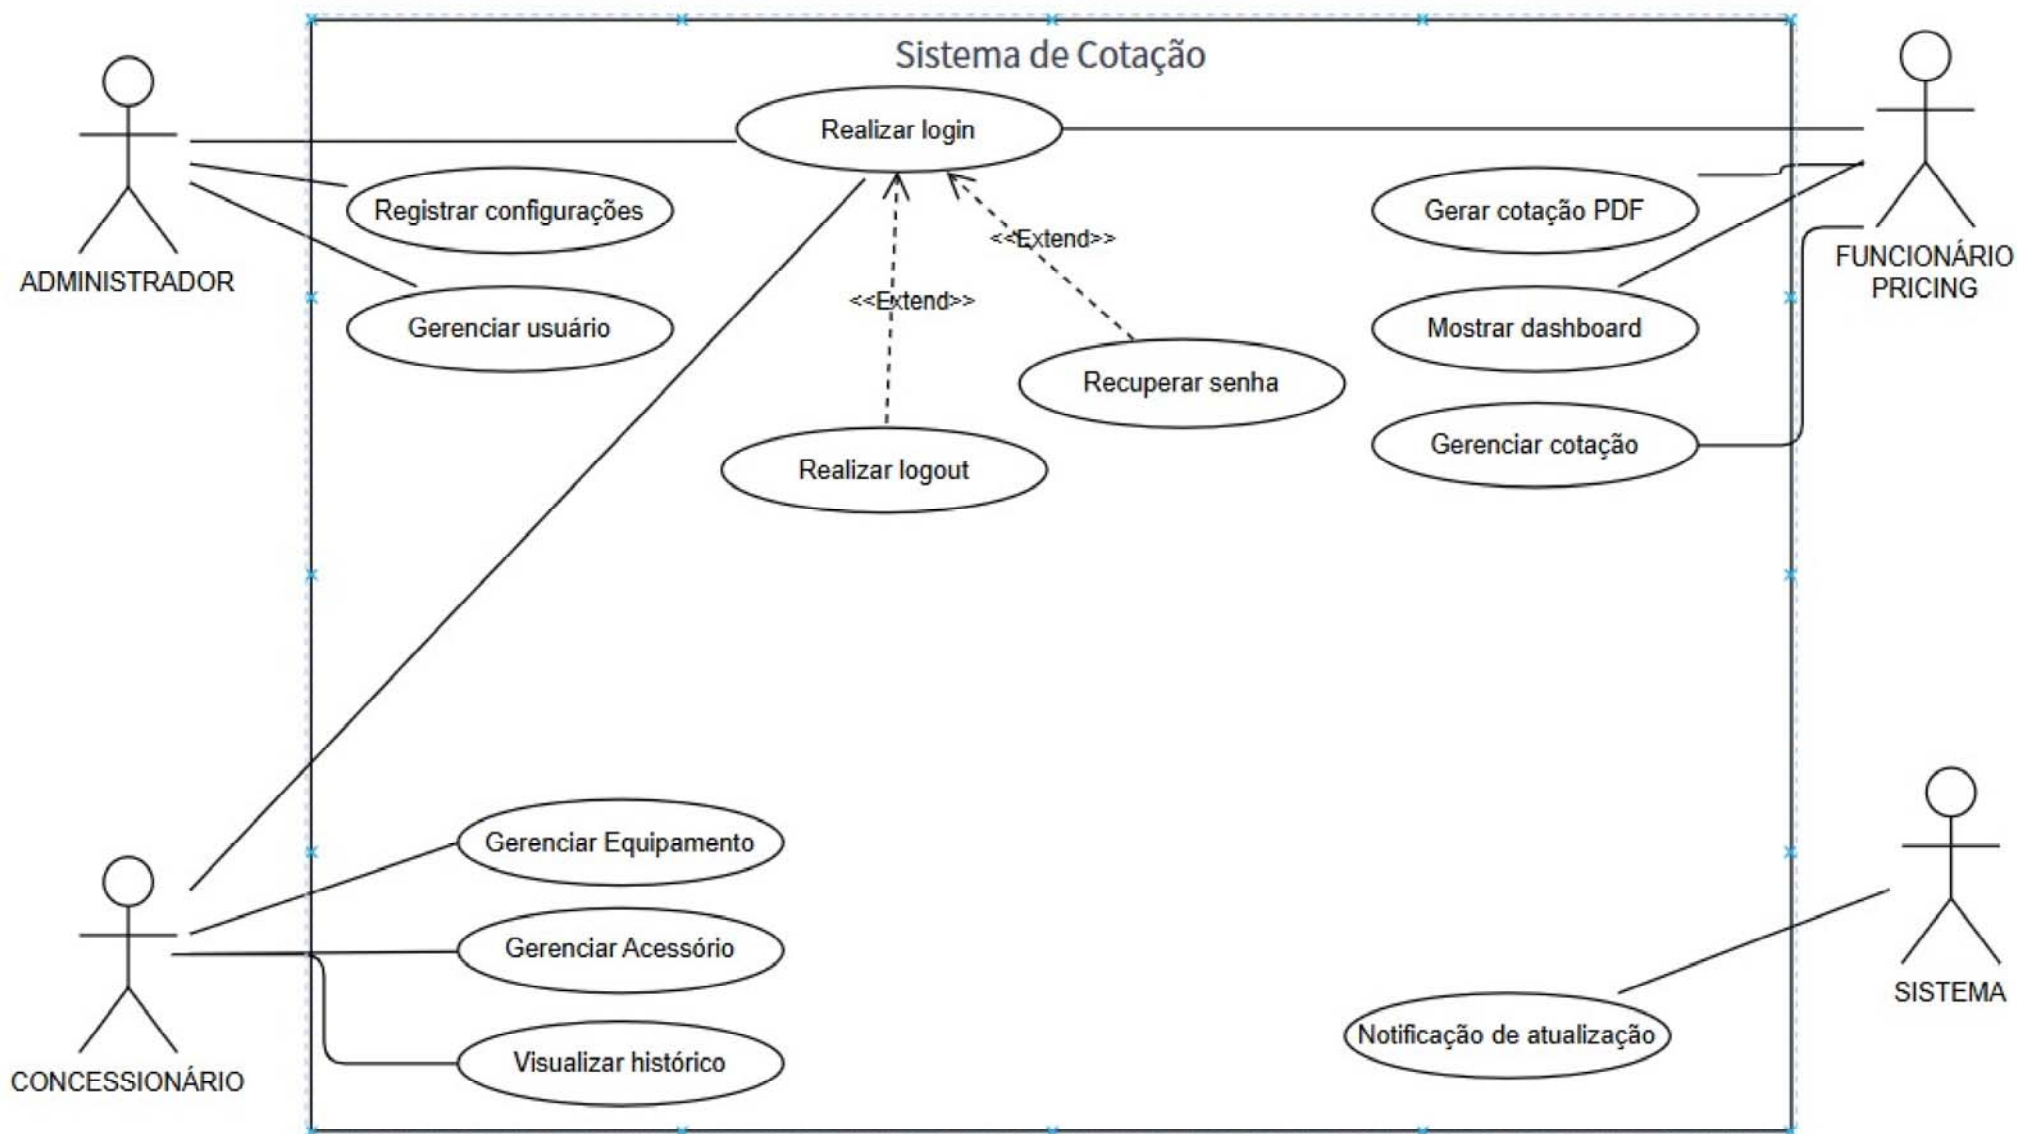 Sistema de Cotação
Realizar login
Registrar configurações
Gerar cotação PDF
<<Extend>>
ADMINISTRADOR
FUNCIONÁRIO
PRICING
<<Extend>>
Gerenciar usuário
Mostrar dashboard
Recuperar senha
Gerenciar cotação
Realizar logout
Gerenciar Equipamento
Gerenciar Acessório
SISTEMA
Notificação de atualização
Visualizar histórico
CONCESSIONÁRIO